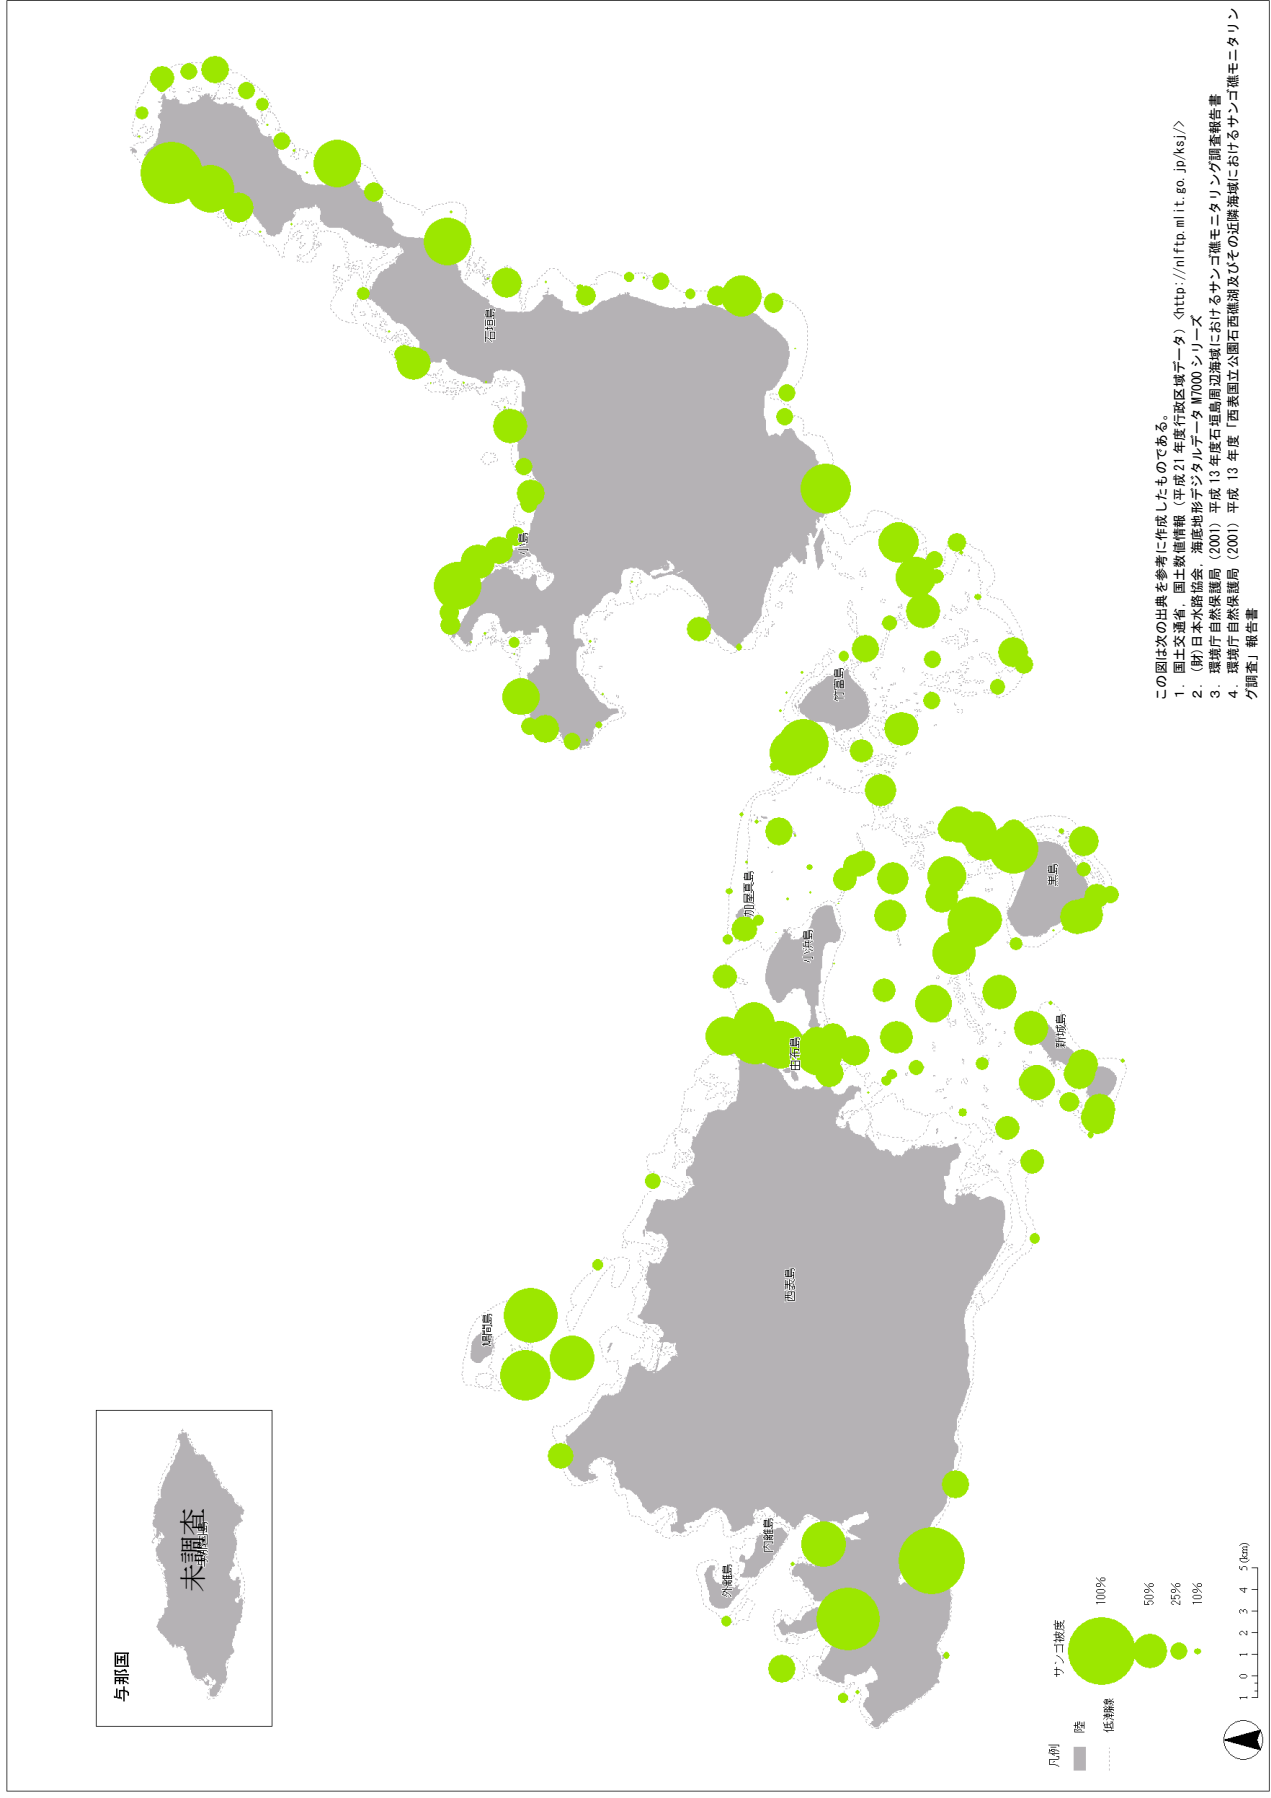 与那国
未調査
鳩間島
外離島
内離島
西表島
由布島
小浜島
加屋真島
新城島
黒島
竹富島
小島
石垣島
凡例
陸
低潮線
サンゴ被度
100%
50%
25%
10%
1 0 1 2 3 4 5 (km)
この図は次の出典を参考に作成したものである。
1. 国土交通省, 国土数値情報 (平成21年度行政区域データ) <http://nlftp.mlit.go.jp/ksj/>
2. (財)日本水路協会, 海底地形デジタルデータ M7000 シリーズ
3. 環境庁自然保護局 (2001) 平成 13 年度石垣島周辺海域におけるサンゴ礁モニタリング調査報告書
4. 環境庁自然保護局 (2001) 平成 13 年度「西表国立公園石西礁湖及びその近隣海域におけるサンゴ礁モニタリン
グ調査」報告書